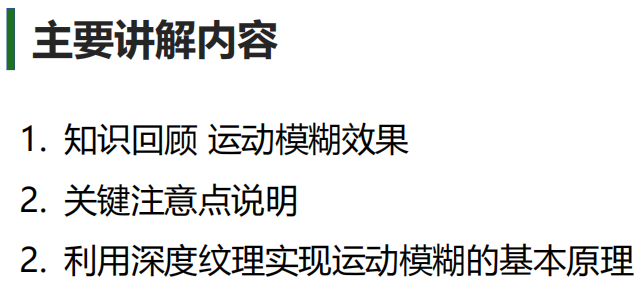 主要讲解内容
1. 知识回顾 运动模糊效果
2. 关键注意点说明
2. 利用深度纹理实现运动模糊的基本原理